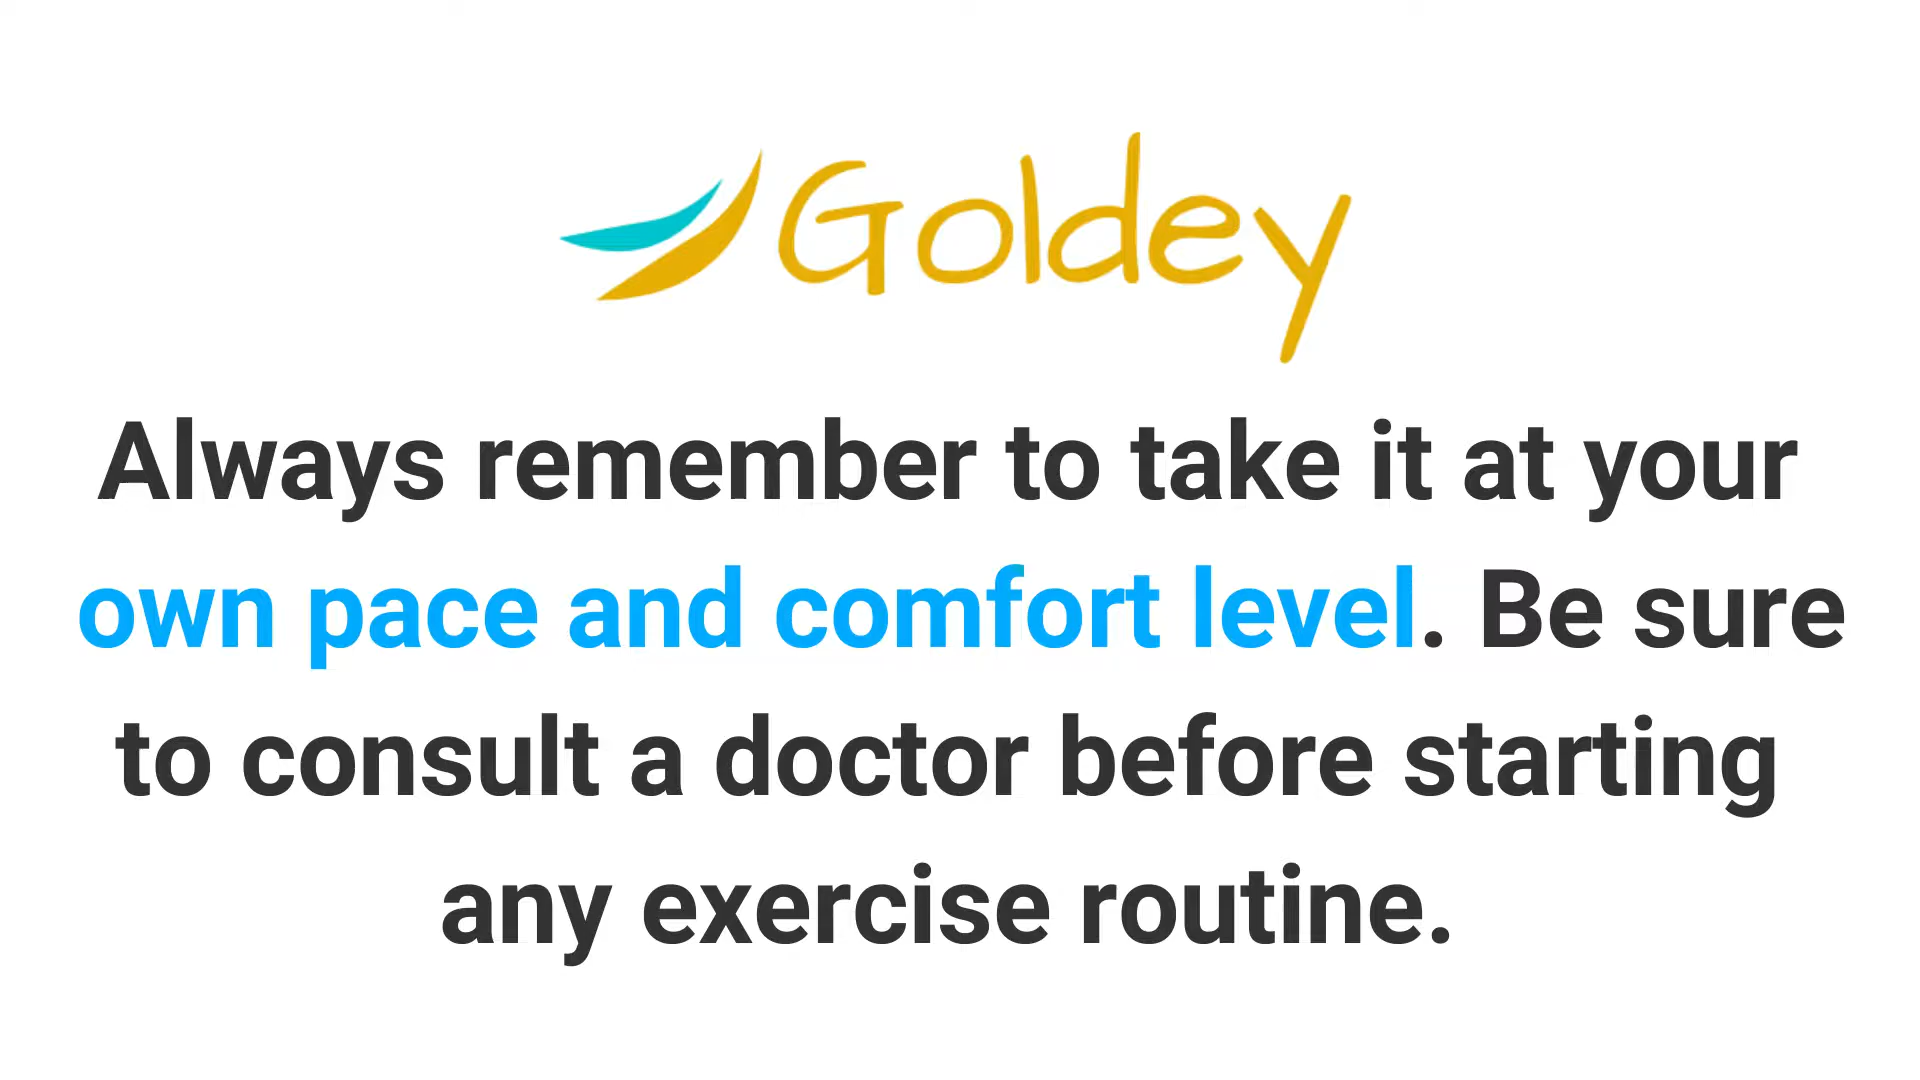 Goldey
Always remember to take it at your
own pace and comfort level. Be sure
to consult a doctor before starting
any exercise routine.